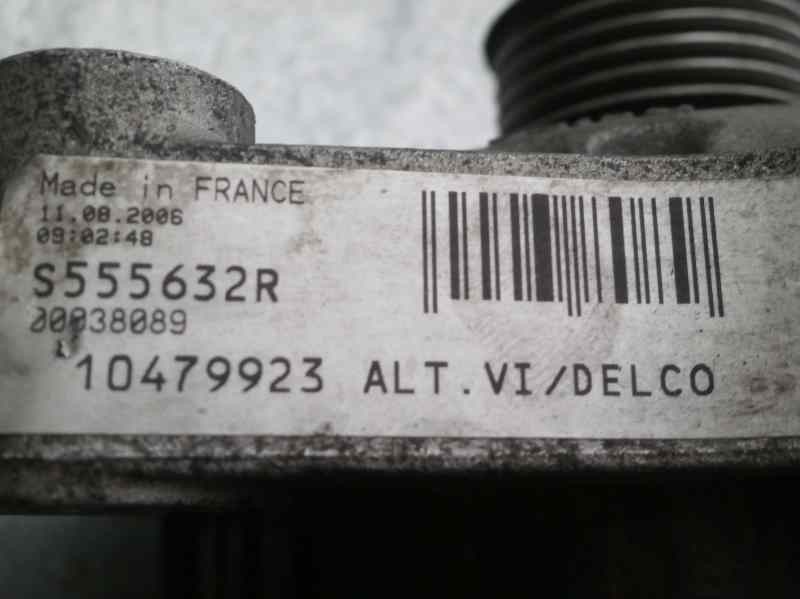 Made in FRANCE
11.08.2006
09:02:48
S555632R
00038089
10479923 ALT.VI/DELCO